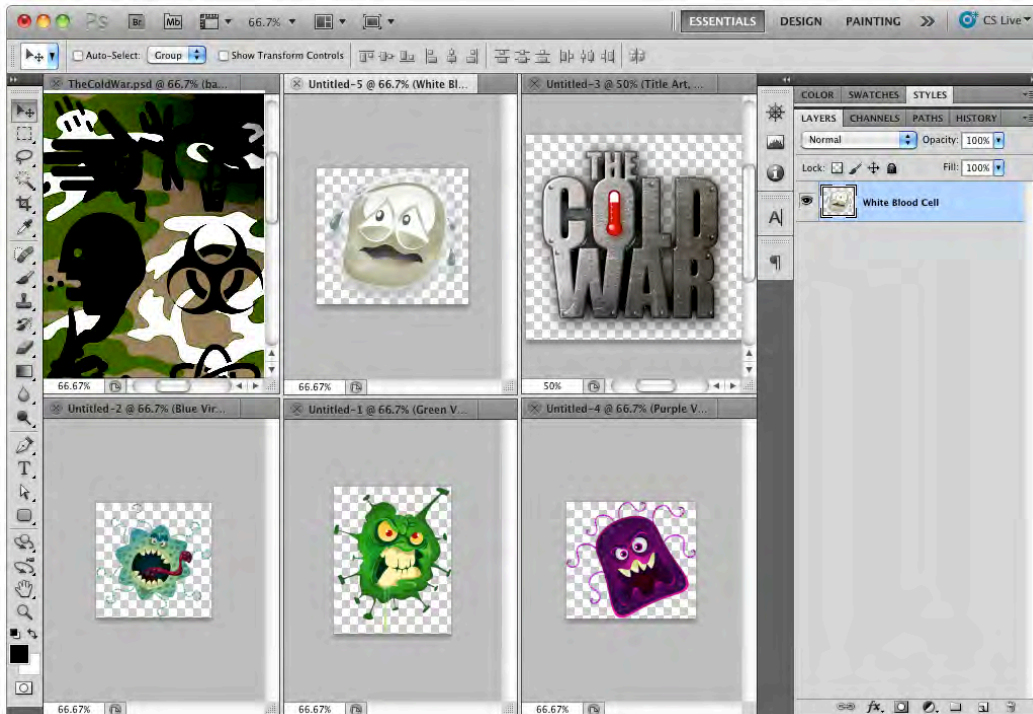 Ps Br Mb 66.7% ESSENTIALS DESIGN PAINTING CS Live
Auto-Select: Group Show Transform Controls
TheColdWar.psd @ 66.7% (ba...
Untitled-5 @ 66.7% (White Bl...
Untitled-3 @ 50% (Title Art, ...
THE
COLD
WAR
66.67%
66.67%
50%
Untitled-2 @ 66.7% (Blue Vir...
Untitled-1 @ 66.7% (Green V...
Untitled-4 @ 66.7% (Purple V...
66.67%
66.67%
66.67%
COLOR SWATCHES STYLES
LAYERS CHANNELS PATHS HISTORY
Normal Opacity: 100%
Lock: Fill: 100%
White Blood Cell